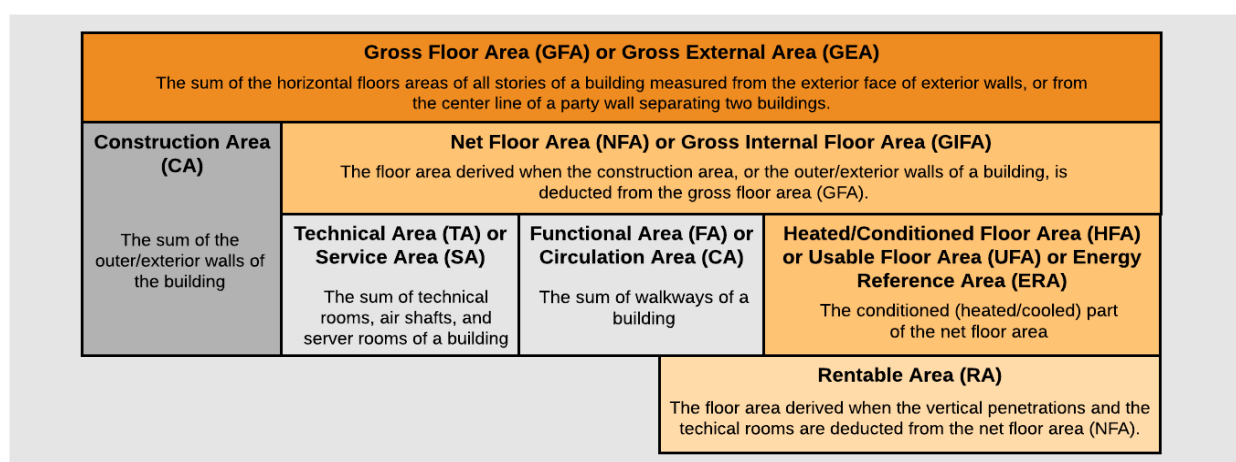 Gross Floor Area (GFA) or Gross External Area (GEA)
The sum of the horizontal floors areas of all stories of a building measured from the exterior face of exterior walls, or from
the center line of a party wall separating two buildings.
Construction Area
(CA)
The sum of the
outer/exterior walls of
the building
Net Floor Area (NFA) or Gross Internal Floor Area (GIFA)
The floor area derived when the construction area, or the outer/exterior walls of a building, is
deducted from the gross floor area (GFA).
Technical Area (TA) or
Service Area (SA)
The sum of technical
rooms, air shafts, and
server rooms of a building
Functional Area (FA) or
Circulation Area (CA)
The sum of walkways of a
building
Heated/Conditioned Floor Area (HFA)
or Usable Floor Area (UFA) or Energy
Reference Area (ERA)
The conditioned (heated/cooled) part
of the net floor area
Rentable Area (RA)
The floor area derived when the vertical penetrations and the
techical rooms are deducted from the net floor area (NFA).